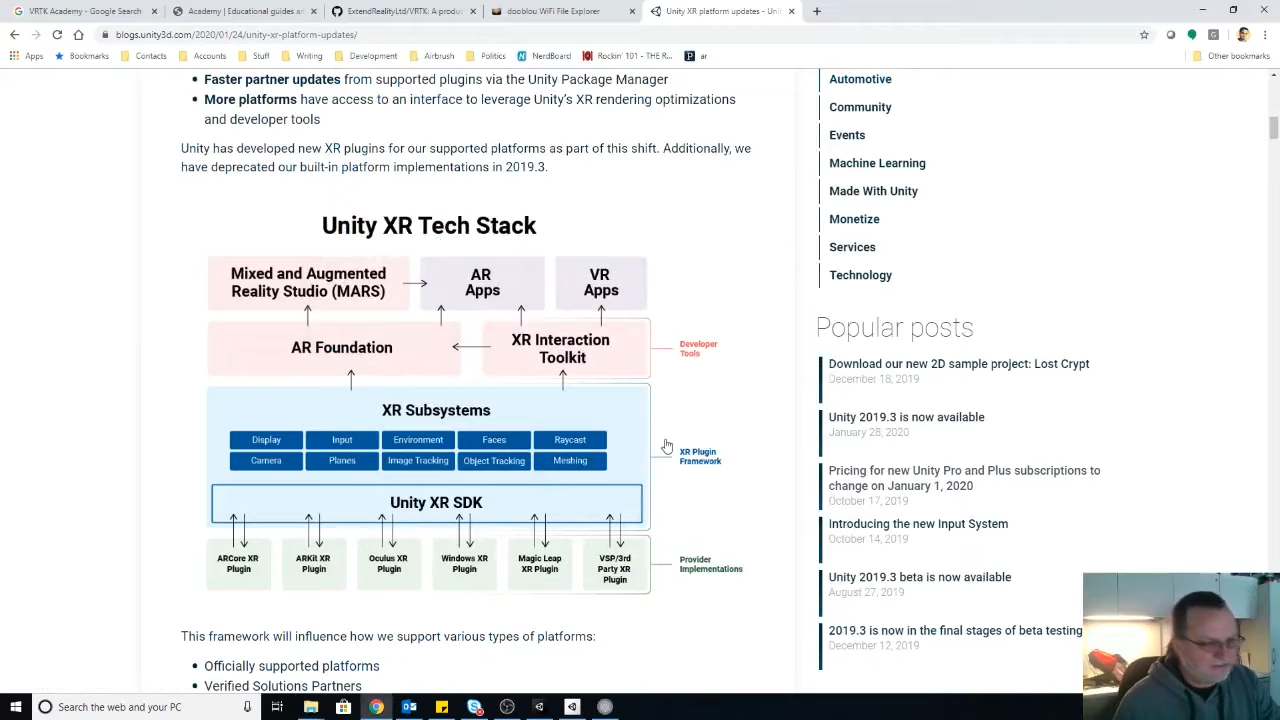 VRTK Academy - Google Search
Academy | Educational guides an
ExtendRealityLtd/VRTK: A produc
dooblou WiFi File Explorer
Unity XR platform updates - Unit
blogs.unity3d.com/2020/01/24/unity-xr-platform-updates/
Apps
Bookmarks
Contacts
Accounts
Stuff
Writing
Development
Airbrush
Politics
NerdBoard
Rockin' 101 - THE R...
ar
Other bookmarks
• Faster partner updates from supported plugins via the Unity Package Manager
• More platforms have access to an interface to leverage Unity's XR rendering optimizations
and developer tools
Unity has developed new XR plugins for our supported platforms as part of this shift. Additionally, we
have deprecated our built-in platform implementations in 2019.3.
Unity XR Tech Stack
Mixed and Augmented
Reality Studio (MARS)
AR
Apps
VR
Apps
AR Foundation
XR Interaction
Toolkit
Developer
Tools
XR Subsystems
Display
Input
Environment
Faces
Raycast
Camera
Planes
Image Tracking
Object Tracking
Meshing
XR Plugin
Framework
Unity XR SDK
ARCore XR
Plugin
ARKit XR
Plugin
Oculus XR
Plugin
Windows XR
Plugin
Magic Leap
XR Plugin
VSP/3rd
Party XR
Plugin
Provider
Implementations
This framework will influence how we support various types of platforms:
• Officially supported platforms
• Verified Solutions Partners
Automotive
Community
Events
Machine Learning
Made With Unity
Monetize
Services
Technology
Popular posts
Download our new 2D sample project: Lost Crypt
December 18, 2019
Unity 2019.3 is now available
January 28, 2020
Pricing for new Unity Pro and Plus subscriptions to
change on January 1, 2020
October 17, 2019
Introducing the new Input System
October 14, 2019
Unity 2019.3 beta is now available
August 27, 2019
2019.3 is now in the final stages of beta testing
December 12, 2019
Search the web and your PC